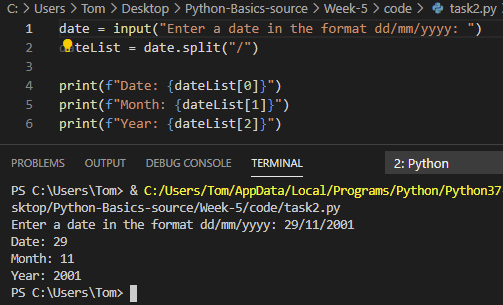 C: > Users > Tom > Desktop > Python-Basics-source > Week-5 > code > task2.py
1 date = input("Enter a date in the format dd/mm/yyyy: ")
2 ateList = date.split("/")
3
4 print(f"Date: {dateList[0]}")
5 print(f"Month: {dateList[1]}")
6 print(f"Year: {dateList[2]}")
PROBLEMS OUTPUT DEBUG CONSOLE TERMINAL 2: Python
PS C:\Users\Tom> & C:/Users/Tom/AppData/Local/Programs/Python/Python37
sktop/Python-Basics-source/Week-5/code/task2.py
Enter a date in the format dd/mm/yyyy: 29/11/2001
Date: 29
Month: 11
Year: 2001
PS C:\Users\Tom>